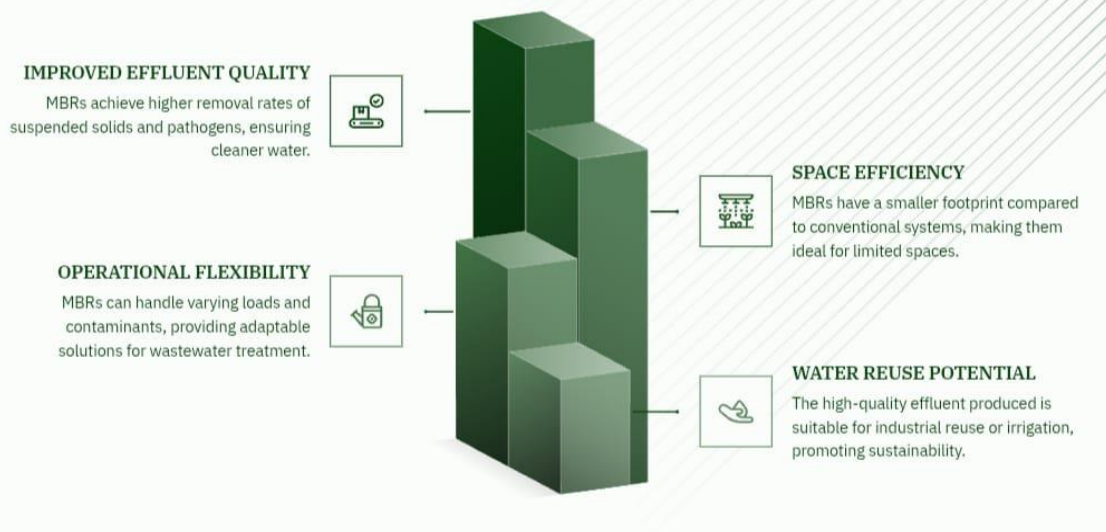 IMPROVED EFFLUENT QUALITY
MBRs achieve higher removal rates of
suspended solids and pathogens, ensuring
cleaner water.
SPACE EFFICIENCY
MBRs have a smaller footprint compared
to conventional systems, making them
ideal for limited spaces.
OPERATIONAL FLEXIBILITY
MBRs can handle varying loads and
contaminants, providing adaptable
solutions for wastewater treatment.
WATER REUSE POTENTIAL
The high-quality effluent produced is
suitable for industrial reuse or irrigation,
promoting sustainability.